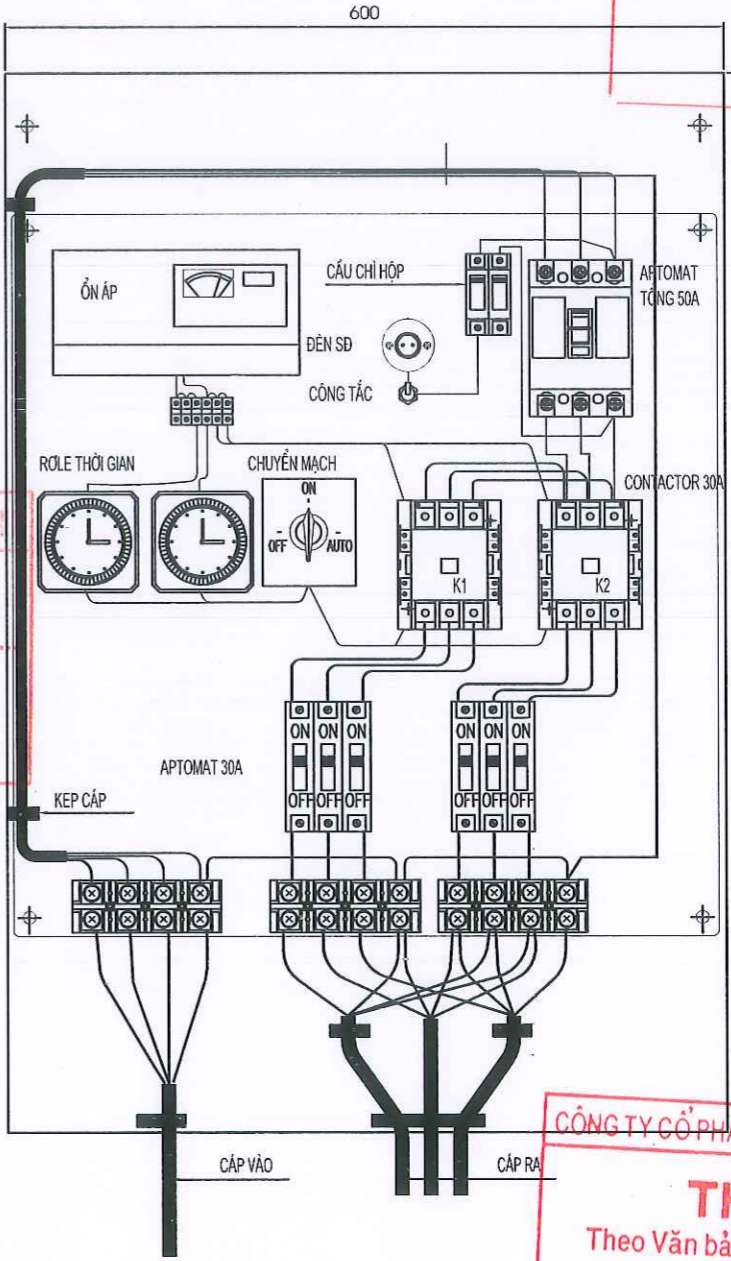 600
ỔN ÁP
CẦU CHÌ HỘP
APTOMAT
TỔNG 50A
ĐÈN SĐ
CÔNG TẮC
RƠLE THỜI GIAN
CHUYỂN MẠCH
ON
OFF
AUTO
CONTACTOR 30A
K1
K2
ON
ON
ON
ON
ON
ON
APTOMAT 30A
OFF
OFF
OFF
OFF
OFF
OFF
KẸP CÁP
CÁP VÀO
CÁP RA
CÔNG TY CỔ PH
Theo Văn bả